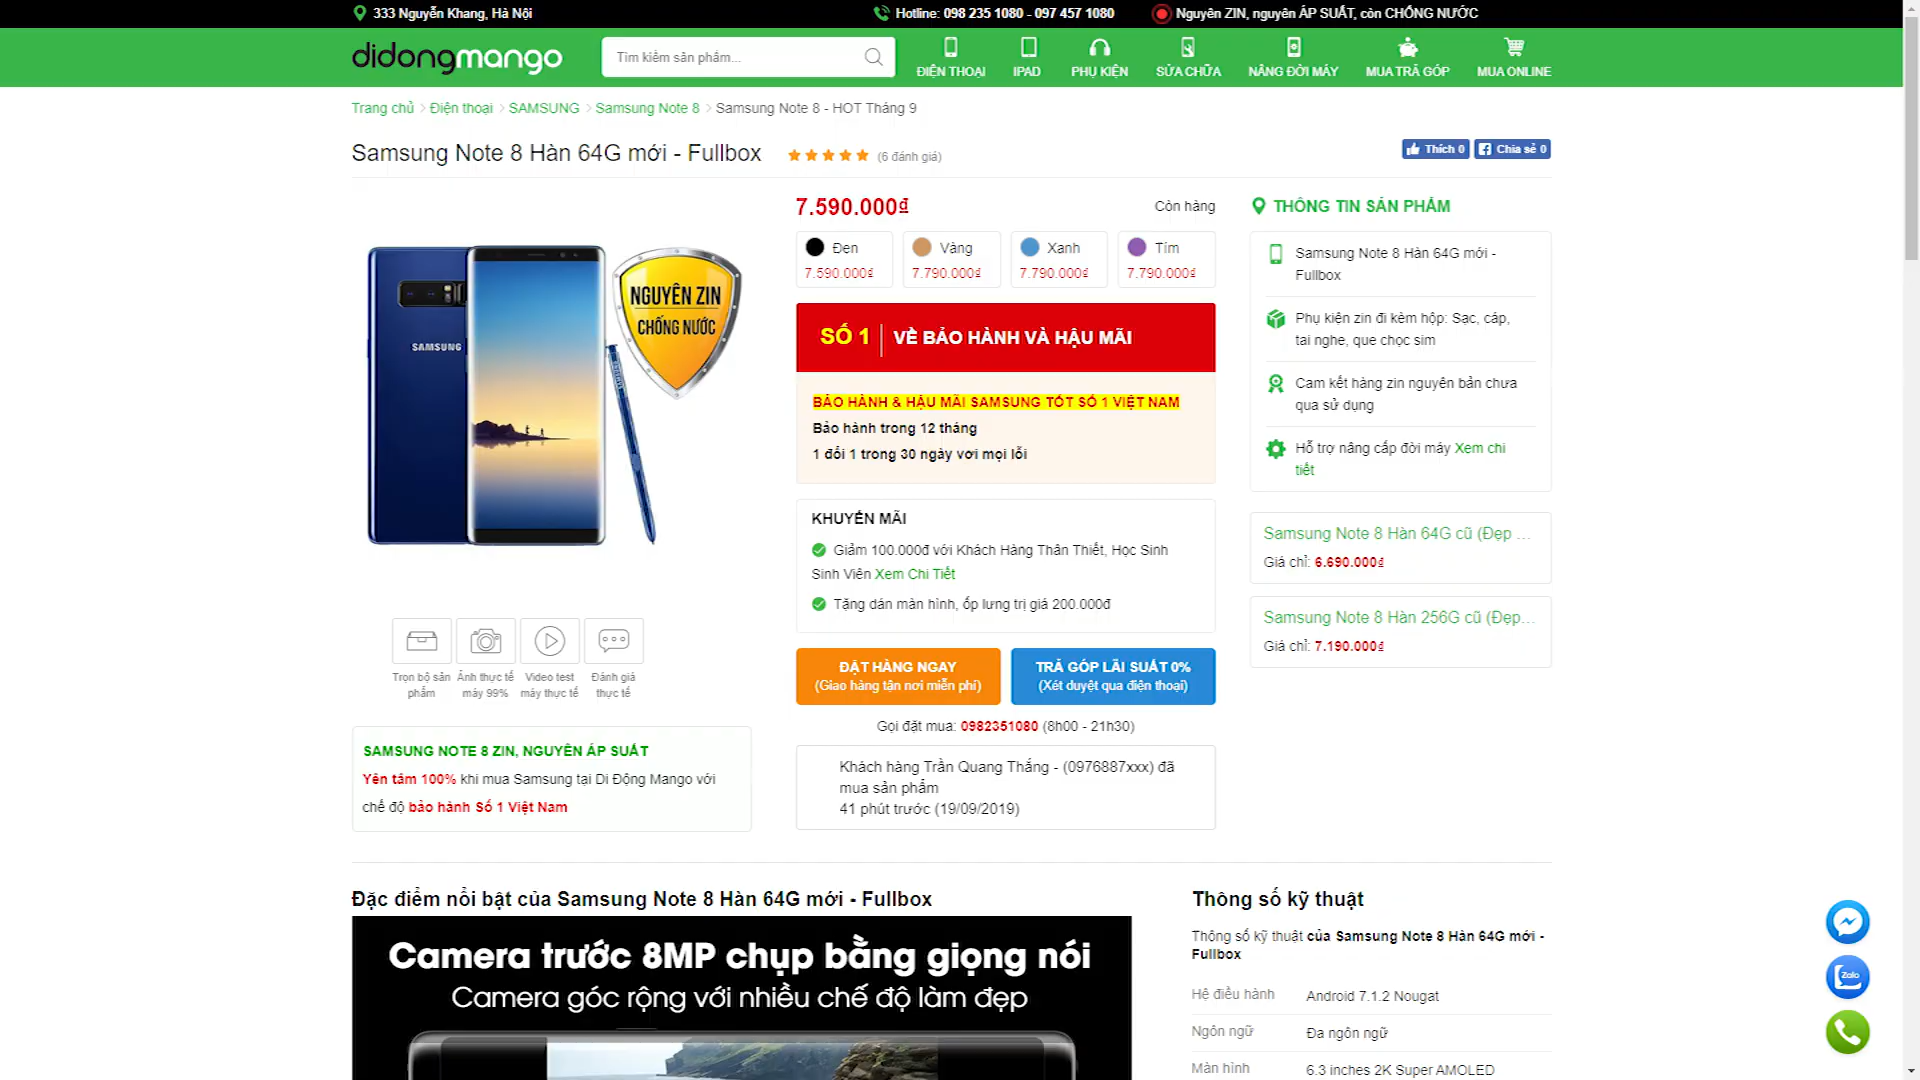 333 Nguyễn Khang, Hà Nội
Hotline: 098 235 1080 - 097 457 1080
Nguyên ZIN, nguyên ÁP SUẤT, còn CHỐNG NƯỚC
didongmango
Tìm kiếm sản phẩm...
ĐIỆN THOẠI
IPAD
PHỤ KIỆN
SỬA CHỮA
NÂNG ĐỜI MÁY
MUA TRẢ GÓP
MUA ONLINE
Trang chủ > Điện thoại > SAMSUNG > Samsung Note 8 > Samsung Note 8 - HOT Tháng 9
Samsung Note 8 Hàn 64G mới - Fullbox
(6 đánh giá)
Thích 0
Chia sẻ 0
SAMSUNG
NGUYÊN ZIN
CHỐNG NƯỚC
Trọn bộ sản
phẩm
Ảnh thực tế
máy 99%
Video test
máy thực tế
Đánh giá
thực tế
SAMSUNG NOTE 8 ZIN, NGUYÊN ÁP SUẤT
Yên tâm 100% khi mua Samsung tại Di Động Mango với
chế độ bảo hành Số 1 Việt Nam
7.590.000₫
Còn hàng
Đen
7.590.000₫
Vàng
7.790.000₫
Xanh
7.790.000₫
Tím
7.790.000₫
SỐ 1 VỀ BẢO HÀNH VÀ HẬU MÃI
BẢO HÀNH & HẬU MÃI SAMSUNG TỐT SỐ 1 VIỆT NAM
Bảo hành trong 12 tháng
1 đổi 1 trong 30 ngày với mọi lỗi
KHUYẾN MÃI
Giảm 100.000đ với Khách Hàng Thân Thiết, Học Sinh
Sinh Viên Xem Chi Tiết
Tặng dán màn hình, ốp lưng trị giá 200.000đ
ĐẶT HÀNG NGAY
(Giao hàng tận nơi miễn phí)
TRẢ GÓP LÃI SUẤT 0%
(Xét duyệt qua điện thoại)
Gọi đặt mua: 0982351080 (8h00 - 21h30)
Khách hàng Trần Quang Thắng - (0976887xxx) đã
mua sản phẩm
41 phút trước (19/09/2019)
THÔNG TIN SẢN PHẨM
Samsung Note 8 Hàn 64G mới -
Fullbox
Phụ kiện zin đi kèm hộp: Sạc, cáp,
tai nghe, que chọc sim
Cam kết hàng zin nguyên bản chưa
qua sử dụng
Hỗ trợ nâng cấp đời máy Xem chi
tiết
Samsung Note 8 Hàn 64G cũ (Đẹp ...
Giá chỉ: 6.690.000₫
Samsung Note 8 Hàn 256G cũ (Đẹp...
Giá chỉ: 7.190.000₫
Đặc điểm nổi bật của Samsung Note 8 Hàn 64G mới - Fullbox
Camera trước 8MP chụp bằng giọng nói
Camera góc rộng với nhiều chế độ làm đẹp
Thông số kỹ thuật
Thông số kỹ thuật của Samsung Note 8 Hàn 64G mới -
Fullbox
Hệ điều hành Android 7.1.2 Nougat
Ngôn ngữ Đa ngôn ngữ
Màn hình 6.3 inches 2K Super AMOLED
Zalo